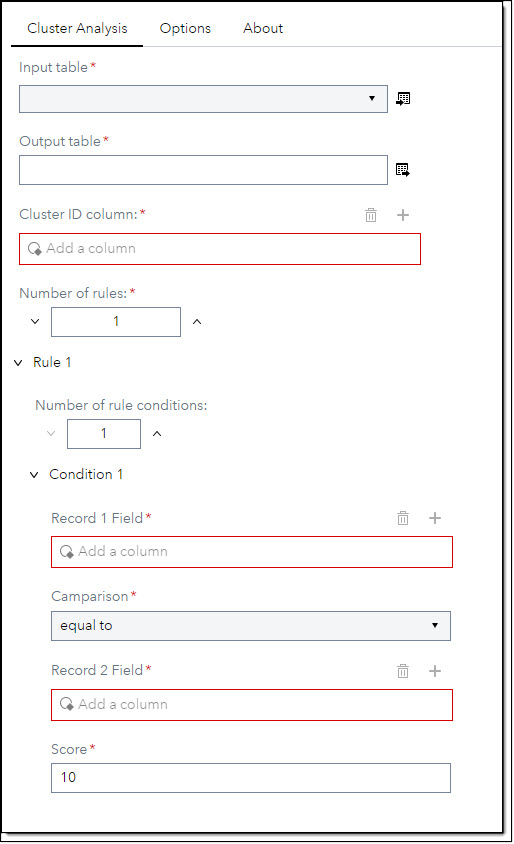 Cluster Analysis Options About
Input table*
Output table*
Cluster ID column:*
Add a column
Number of rules:*
1
Rule 1
Number of rule conditions:
1
Condition 1
Record 1 Field*
Add a column
Camparison*
equal to
Record 2 Field*
Add a column
Score*
10